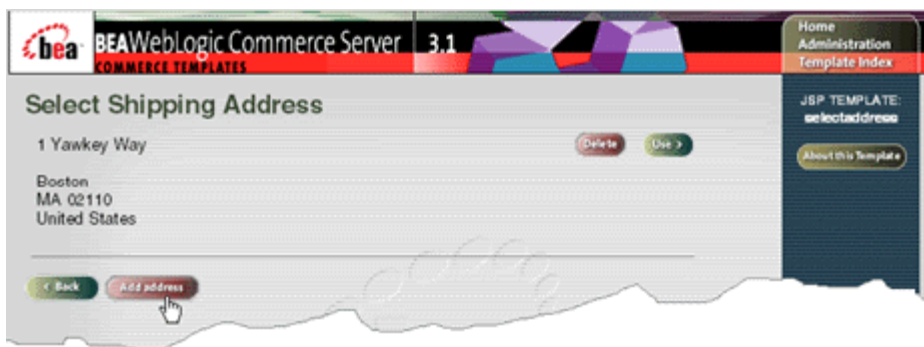 bea
BEAWebLogic Commerce Server 3.1
COMMERCE TEMPLATES
Home
Administration
Template Index
Select Shipping Address
JSP TEMPLATE:
selectaddress
1 Yawkey Way
Delete
Use >
About this Template
Boston
MA 02110
United States
< Back
Add address